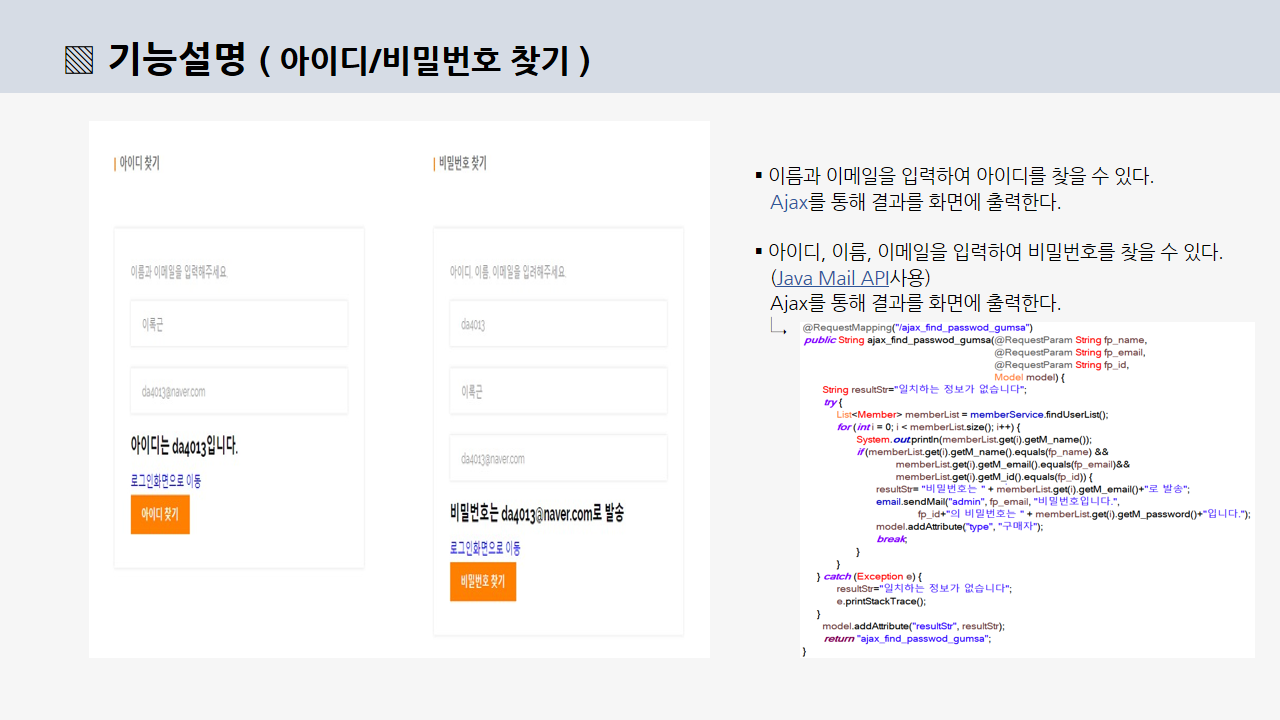 기능설명 ( 아이디/비밀번호 찾기 )
| 아이디 찾기
이름과 이메일을 입력해주세요.
이록근
da4013@naver.com
아이디는 da4013입니다.
로그인화면으로 이동
아이디 찾기
| 비밀번호 찾기
아이디, 이름, 이메일을 입려해주세요.
da4013
이록근
da4013@naver.com
비밀번호는 da4013@naver.com로 발송
로그인화면으로 이동
비밀번호 찾기
▪ 이름과 이메일을 입력하여 아이디를 찾을 수 있다.
Ajax를 통해 결과를 화면에 출력한다.
▪ 아이디, 이름, 이메일을 입력하여 비밀번호를 찾을 수 있다.
(Java Mail API사용)
Ajax를 통해 결과를 화면에 출력한다.
@RequestMapping("/ajax_find_passwod_gumsa")
public String ajax_find_passwod_gumsa(@RequestParam String fp_name,
@RequestParam String fp_email,
@RequestParam String fp_id,
Model model) {
String resultStr="일치하는 정보가 없습니다";
try {
List<Member> memberList = memberService.findUserList();
for (int i = 0; i < memberList.size(); i++) {
System.out.println(memberList.get(i).getM_name());
if (memberList.get(i).getM_name().equals(fp_name) &&
memberList.get(i).getM_email().equals(fp_email)&&
memberList.get(i).getM_id().equals(fp_id)) {
resultStr= "비밀번호는 " + memberList.get(i).getM_email()+"로 발송";
email.sendMail("admin", fp_email, "비밀번호입니다.",
fp_id+"의 비밀번호는 " + memberList.get(i).getM_password()+"입니다.");
model.addAttribute("type", "구매자");
break;
}
}
} catch (Exception e) {
resultStr="일치하는 정보가 없습니다";
e.printStackTrace();
}
model.addAttribute("resultStr", resultStr);
return "ajax_find_passwod_gumsa";
}